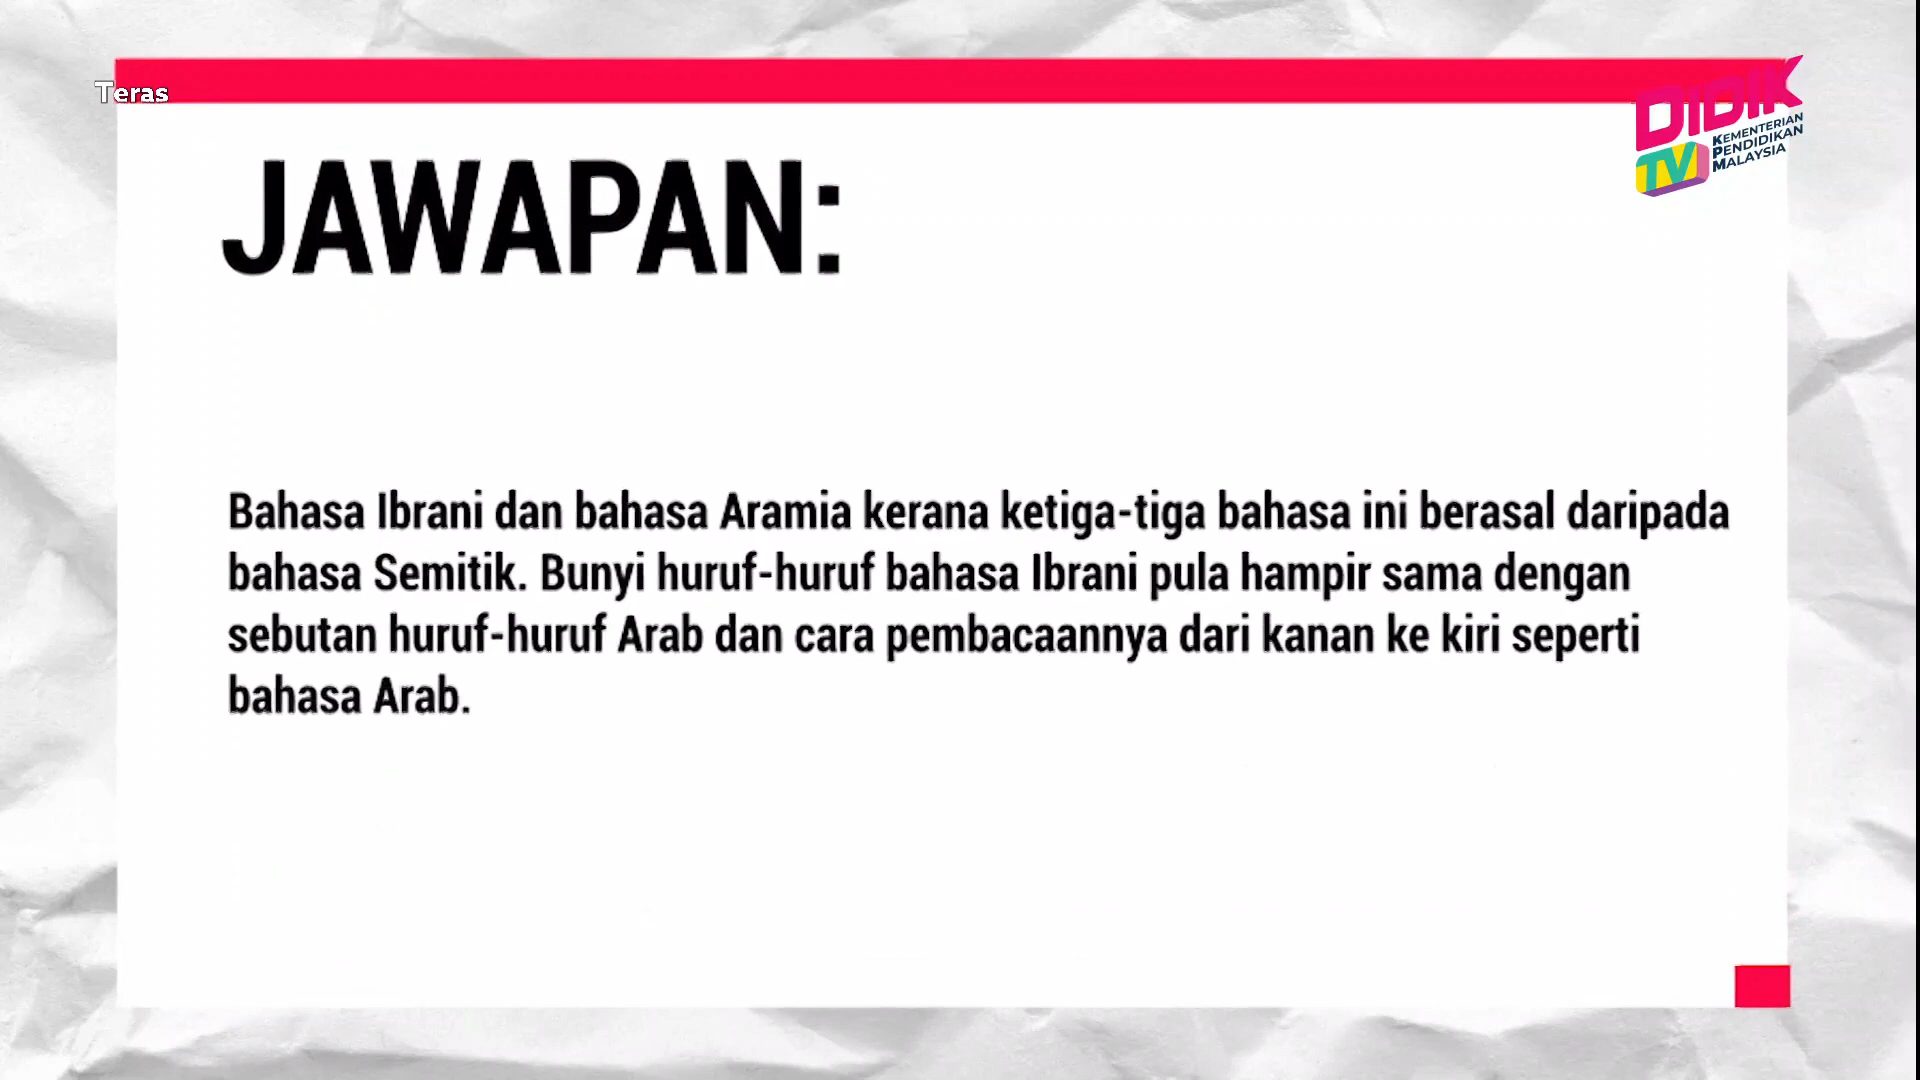 Teras
DIDIK
TV
KEMENTERIAN
PENDIDIKAN
MALAYSIA
JAWAPAN:
Bahasa Ibrani dan bahasa Aramia kerana ketiga-tiga bahasa ini berasal daripada
bahasa Semitik. Bunyi huruf-huruf bahasa Ibrani pula hampir sama dengan
sebutan huruf-huruf Arab dan cara pembacaannya dari kanan ke kiri seperti
bahasa Arab.